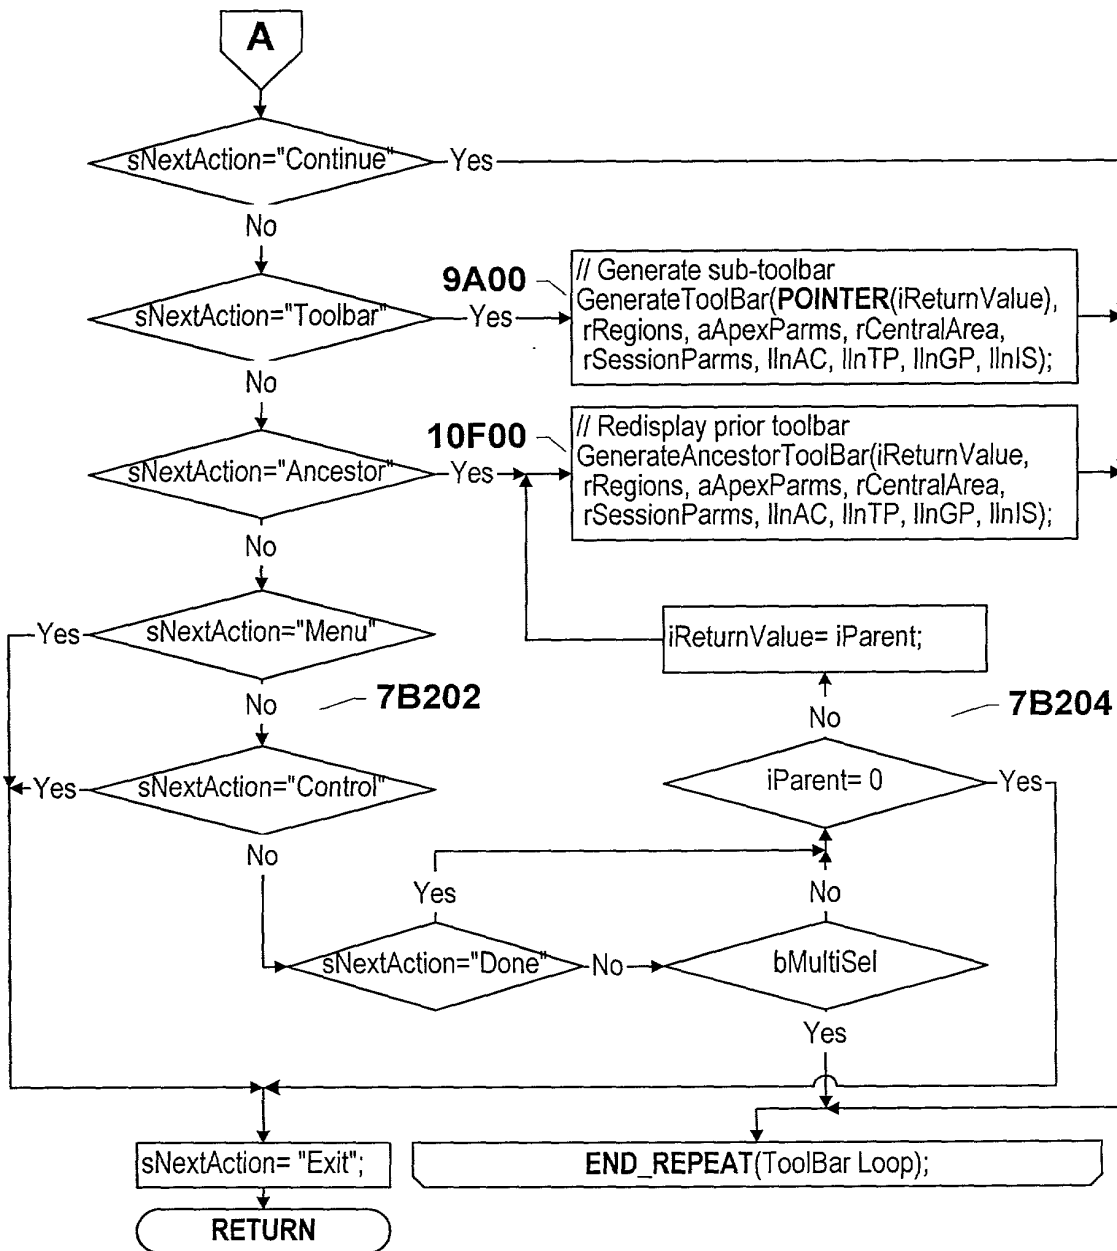 A
sNextAction="Continue"
Yes
No
9A00
// Generate sub-toolbar
GenerateToolBar(POINTER(iReturnValue),
rRegions, aApexParms, rCentralArea,
rSessionParms, llnAC, llnTP, llnGP, llnIS);
sNextAction="Toolbar"
Yes
No
10F00
// Redisplay prior toolbar
GenerateAncestorToolBar(iReturnValue,
rRegions, aApexParms, rCentralArea,
rSessionParms, llnAC, llnTP, llnGP, llnIS);
sNextAction="Ancestor"
Yes
No
Yes
sNextAction="Menu"
iReturnValue= iParent;
No
7B202
No
7B204
Yes
sNextAction="Control"
iParent= 0
Yes
No
Yes
No
sNextAction="Done"
No
bMultiSel
Yes
sNextAction= "Exit";
END_REPEAT(ToolBar Loop);
RETURN